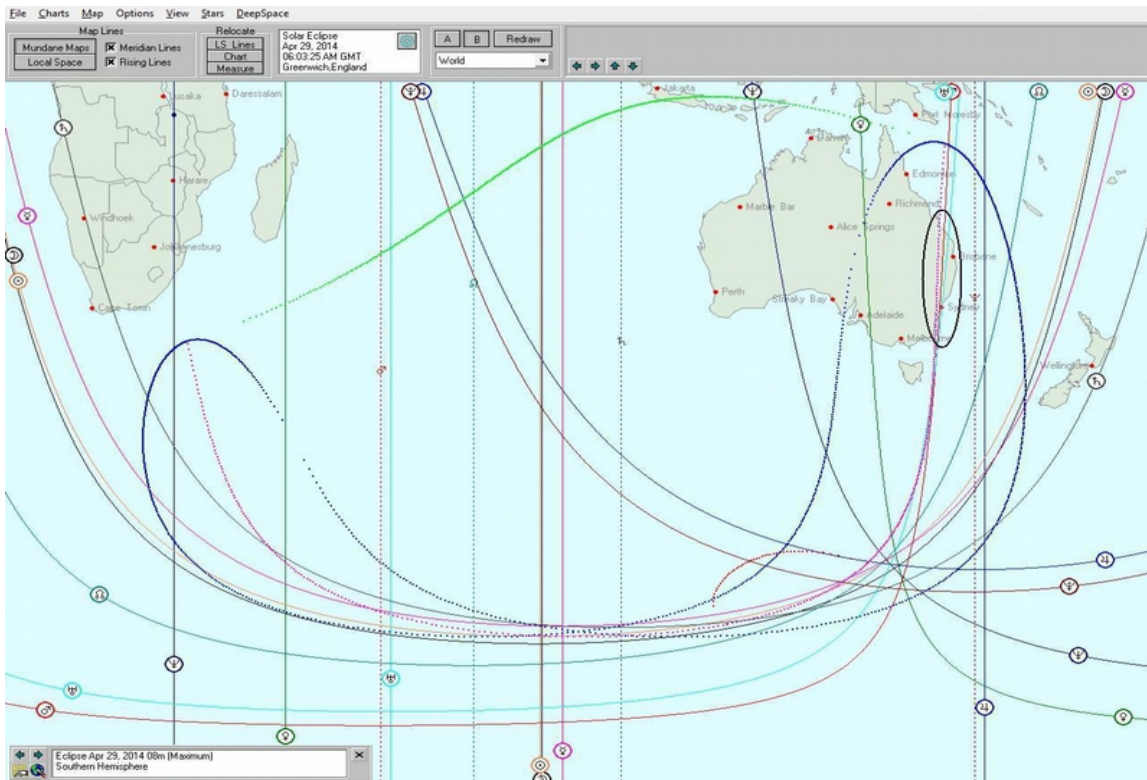 File Charts Map Options View Stars DeepSpace
Map Lines
Mundane Maps
Local Space
Meridian Lines
Rising Lines
Relocate
LS Lines
Chart
Measure
Solar Eclipse
Apr 29, 2014
06:03:25 AM GMT
Greenwich,England
A B Redraw
World
Lusaka
Daressalam
Harare
Windhoek
Johannesburg
Cape Town
Jakarta
Port Moresby
Darwin
Edmonton
Marble Bar
Richmond
Alice Springs
Brisbane
Perth
Streaky Bay
Sydney
Adelaide
Melbourne
Wellington
Eclipse Apr 29, 2014 08m (Maximum)
Southern Hemisphere